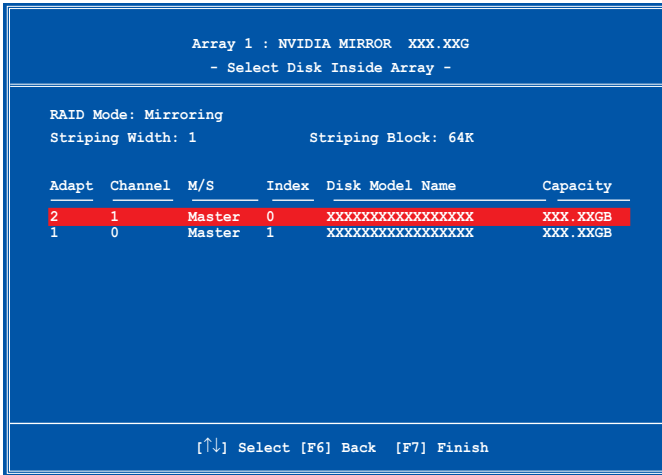 Array 1 : NVIDIA MIRROR XXX.XXG
- Select Disk Inside Array -
RAID Mode: Mirroring
Striping Width: 1 Striping Block: 64K
Adapt Channel M/S Index Disk Model Name Capacity
2 1 Master 0 XXXXXXXXXXXXXXXXX XXX.XXGB
1 0 Master 1 XXXXXXXXXXXXXXXXX XXX.XXGB
[↑↓] Select [F6] Back [F7] Finish